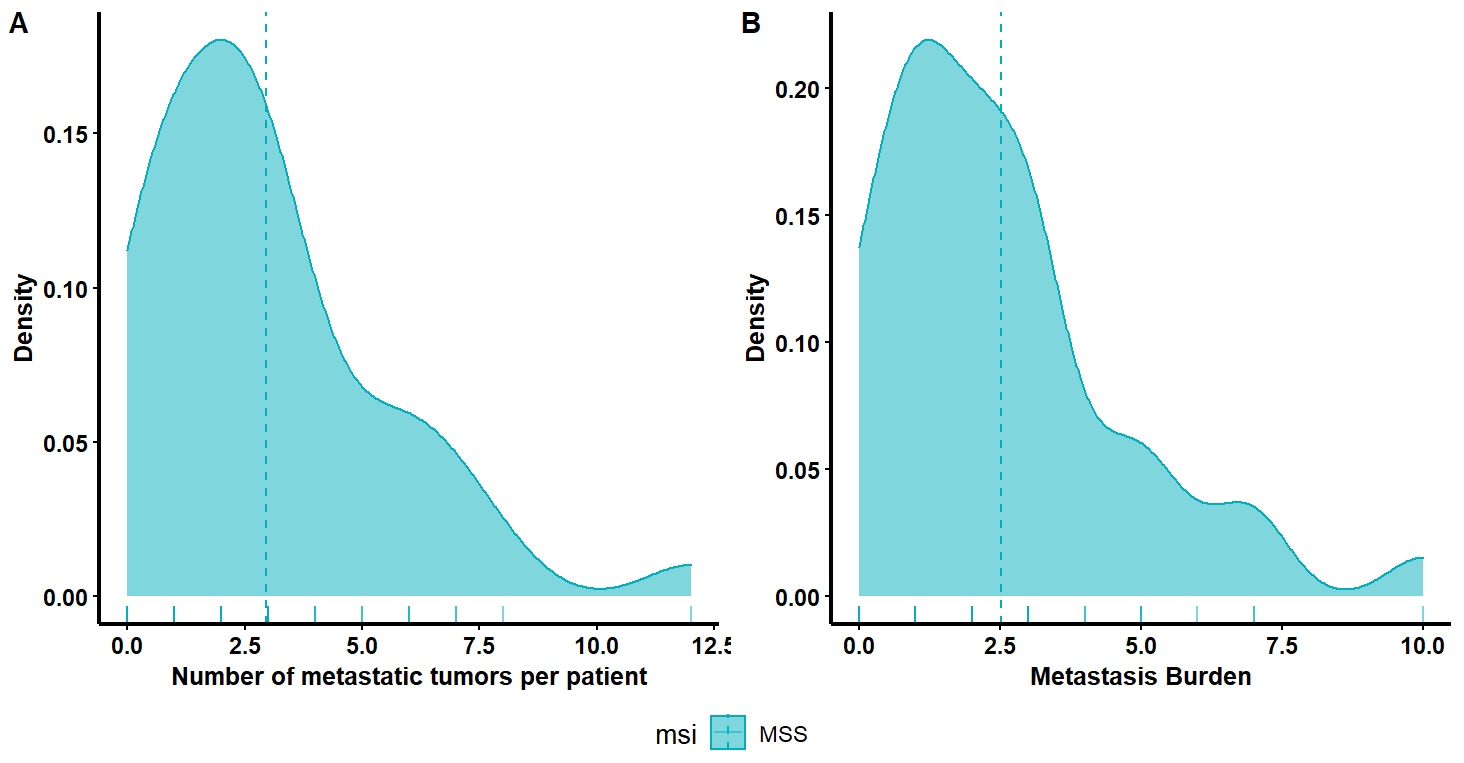 A
Density
0.15
0.10
0.05
0.00
0.0 2.5 5.0 7.5 10.0 12.5
Number of metastatic tumors per patient
B
Density
0.20
0.15
0.10
0.05
0.00
0.0 2.5 5.0 7.5 10.0
Metastasis Burden
msi MSS